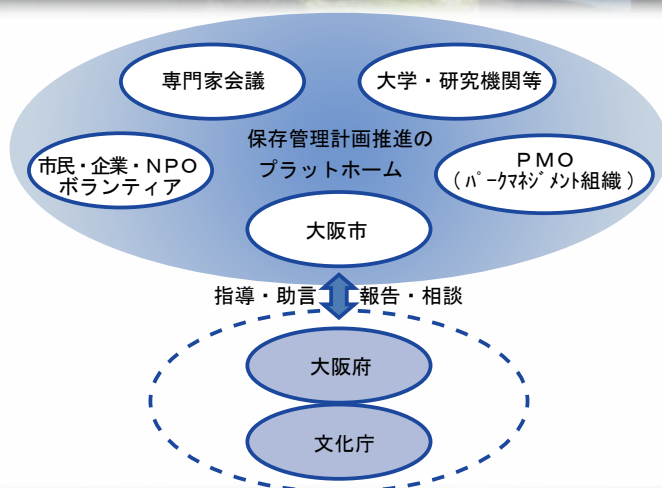 専門家会議
大学・研究機関等
保存管理計画推進の
プラットホーム
市民・企業・NPO
ボランティア
PMO
(パークマネジメント組織)
大阪市
指導・助言
報告・相談
大阪府
文化庁